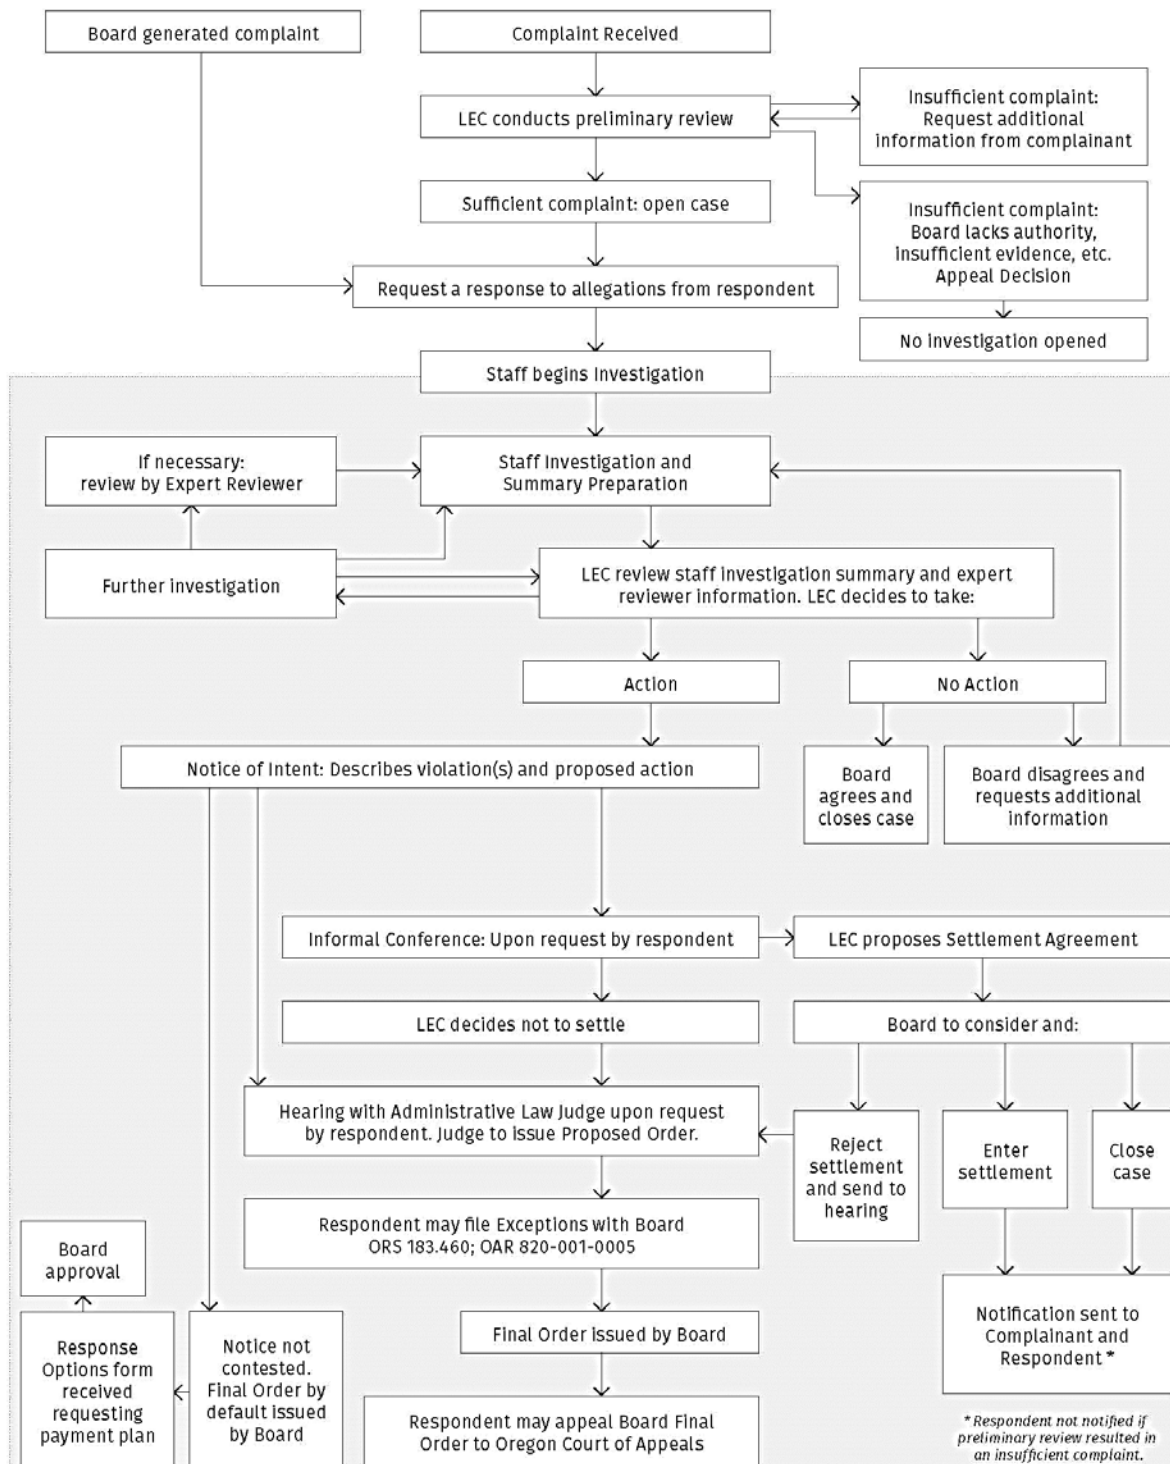 Board generated complaint
Complaint Received
LEC conducts preliminary review
Insufficient complaint:
Request additional
information from complainant
Sufficient complaint: open case
Insufficient complaint:
Board lacks authority,
insufficient evidence, etc.
Appeal Decision
Request a response to allegations from respondent
No investigation opened
Staff begins Investigation
If necessary:
review by Expert Reviewer
Staff Investigation and
Summary Preparation
Further investigation
LEC review staff investigation summary and expert
reviewer information. LEC decides to take:
Action
No Action
Notice of Intent: Describes violation(s) and proposed action
Board
agrees and
closes case
Board disagrees and
requests additional
information
Informal Conference: Upon request by respondent
LEC proposes Settlement Agreement
LEC decides not to settle
Board to consider and:
Hearing with Administrative Law Judge upon request
by respondent. Judge to issue Proposed Order.
Reject
settlement
and send to
hearing
Enter
settlement
Close
case
Respondent may file Exceptions with Board
ORS 183.460; OAR 820-001-0005
Board
approval
Response
Options form
received
requesting
payment plan
Notice not
contested.
Final Order by
default issued
by Board
Final Order issued by Board
Notification sent to
Complainant and
Respondent *
Respondent may appeal Board Final
Order to Oregon Court of Appeals
* Respondent not notified if
preliminary review resulted in
an insufficient complaint.